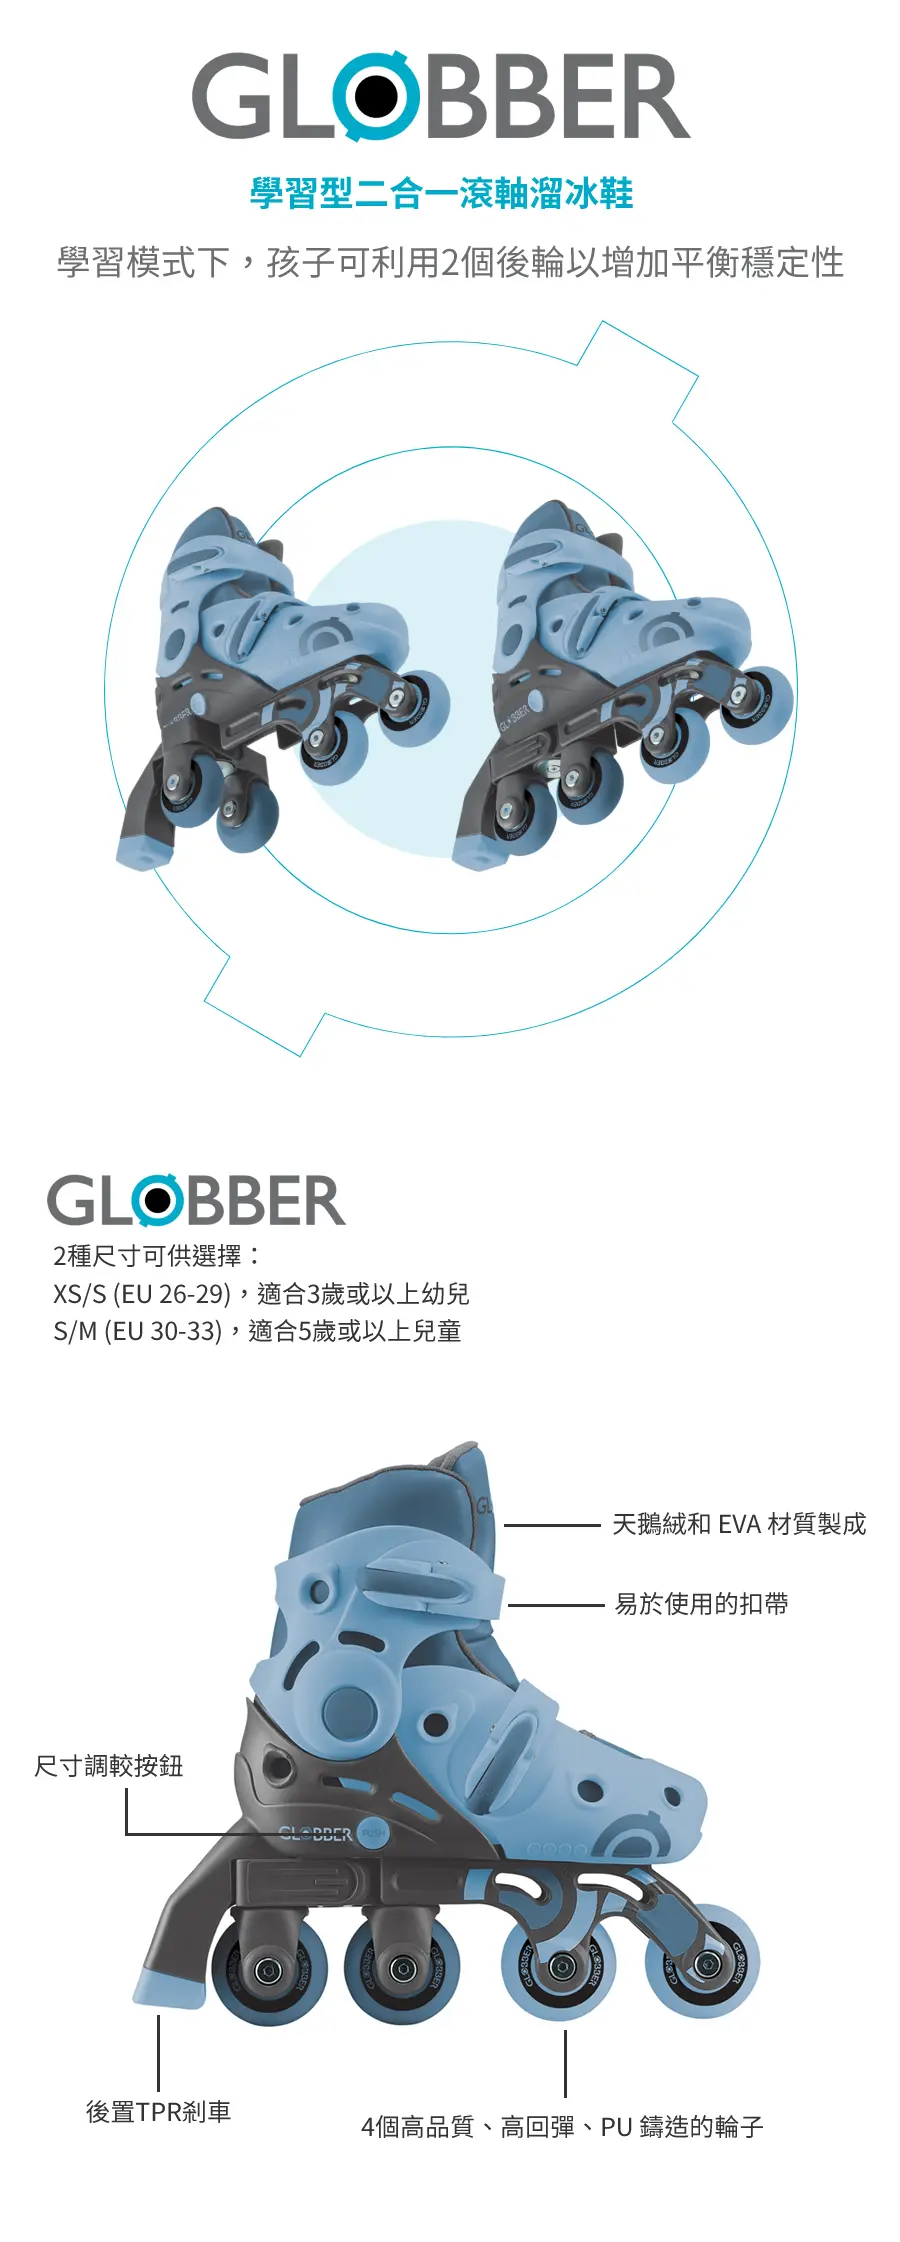 GLOBBER
學習型二合一滾軸溜冰鞋
學習模式下，孩子可利用2個後輪以增加平衡穩定性
GLOBBER
GLOBBER
2種尺寸可供選擇：
XS/S (EU 26-29)，適合3歲或以上幼兒
S/M (EU 30-33)，適合5歲或以上兒童
天鵝絨和 EVA 材質製成
易於使用的扣帶
尺寸調較按鈕
GLOBBER PUSH
後置TPR剎車
4個高品質、高回彈、PU 鑄造的輪子